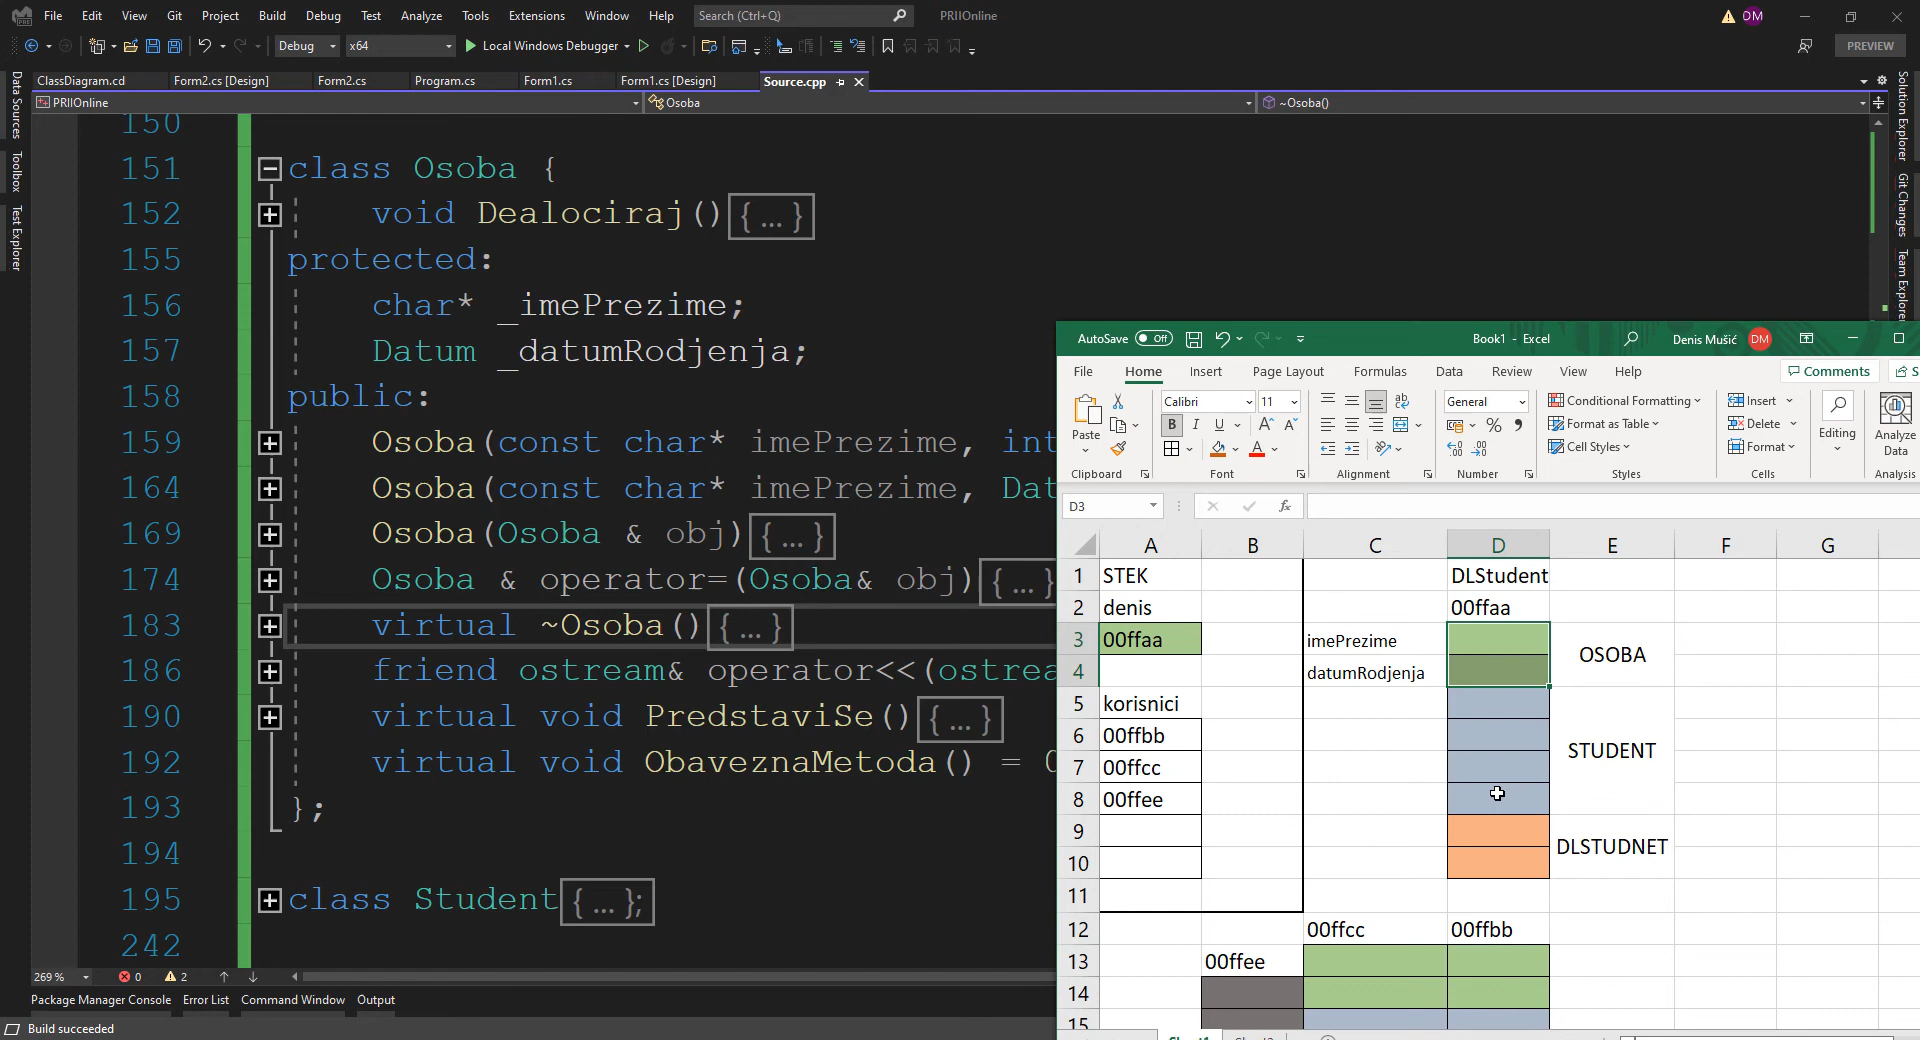 File Edit View Git Project Build Debug Test Analyze Tools Extensions Window Help Search (Ctrl+Q) PRIIOnline DM
Debug x64 Local Windows Debugger PREVIEW
ClassDiagram.cd Form2.cs [Design] Form2.cs Program.cs Form1.cs Form1.cs [Design] Source.cpp
PRIIOnline Osoba ~Osoba()
Data Sources
Toolbox
Test Explorer
Solution Explorer
Git Changes
Team Explorer
150
151 class Osoba {
152 void Dealociraj() { ... }
155 protected:
156 char* _imePrezime;
157 Datum _datumRodjenja;
158 public:
159 Osoba(const char* imePrezime, int
164 Osoba(const char* imePrezime, Dat
169 Osoba(Osoba & obj) { ... }
174 Osoba & operator=(Osoba& obj) { ... }
183 virtual ~Osoba() { ... }
186 friend ostream& operator<<(ostrea
190 virtual void PredstaviSe() { ... }
192 virtual void ObaveznaMetoda() =
193 };
194
195 class Student { ... };
242
269 % 0 2
Package Manager Console Error List Command Window Output
Build succeeded
AutoSave Off Book1 - Excel Denis Mušić DM
File Home Insert Page Layout Formulas Data Review View Help Comments S
Paste Calibri 11 ab General Conditional Formatting Insert
B I U A A % Format as Table Delete Editing Analyze Data
A Cell Styles Format
Clipboard Font Alignment Number Styles Cells Analysis
D3 fx
A B C D E F G
1 STEK DLStudent
2 denis 00ffaa
3 00ffaa imePrezime OSOBA
4 datumRodjenja
5 korisnici
6 00ffbb STUDENT
7 00ffcc
8 00ffee
9 DLSTUDNET
10
11
12 00ffcc 00ffbb
13 00ffee
14
15